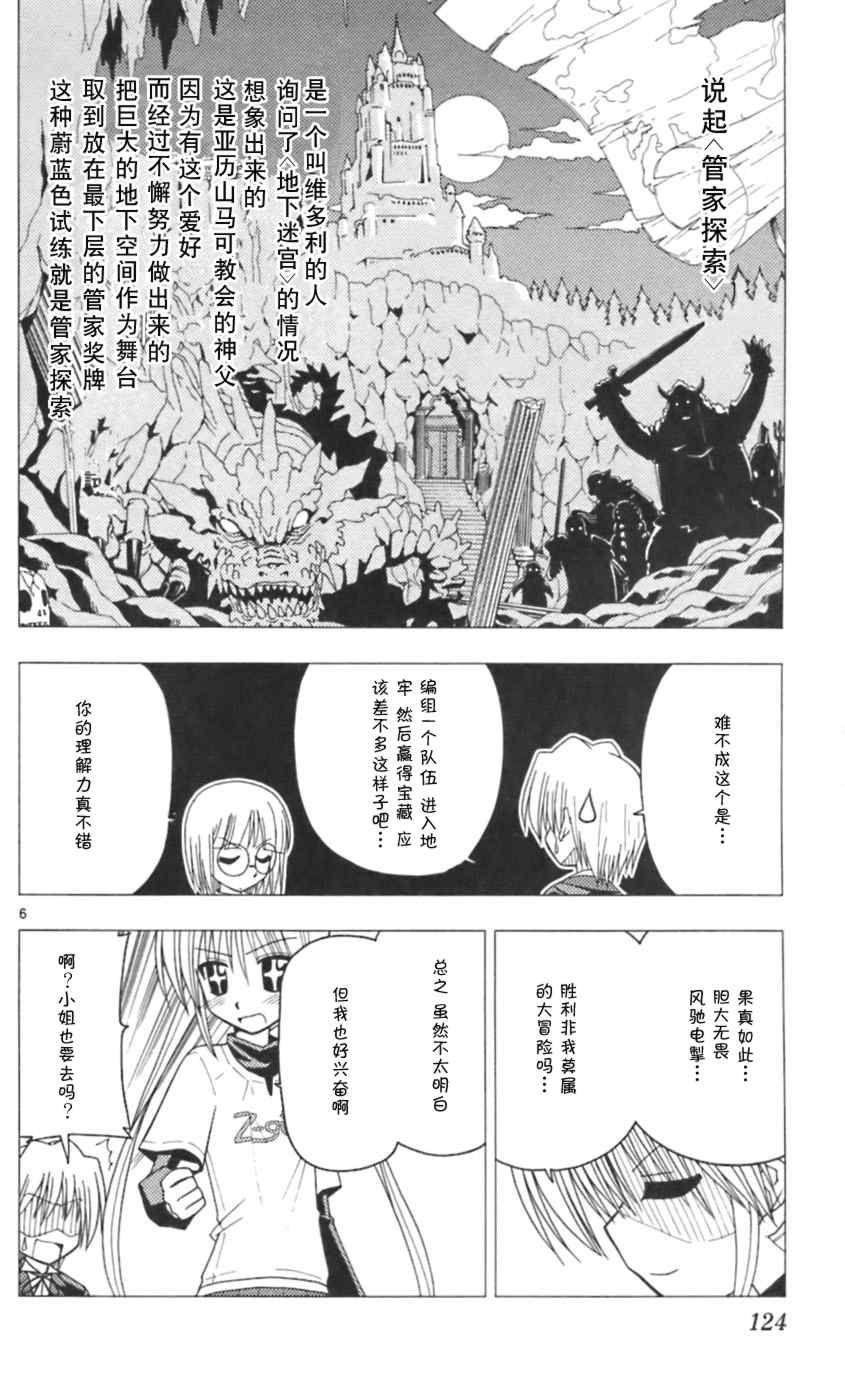 说起<管家探索>
是一个叫维多利的人
询问了<地下迷宫>的情况
想象出来的
这是亚历山马可教会的神父
因为有这个爱好
而经过不懈努力做出来的
把巨大的地下空间作为舞台
取到放在最下层的管家奖牌
这种蔚蓝色试练就是管家探索
难不成这个是…
编组一个队伍 进入地
牢 然后赢得宝藏 应
该差不多这样子吧…
你的理解力真不错
6
果真如此…
胆大无畏
风驰电掣…
胜利非我莫属
的大冒险吗…
总之 虽然不太明白
但我也好兴奋啊
啊？小姐也要去吗？
124